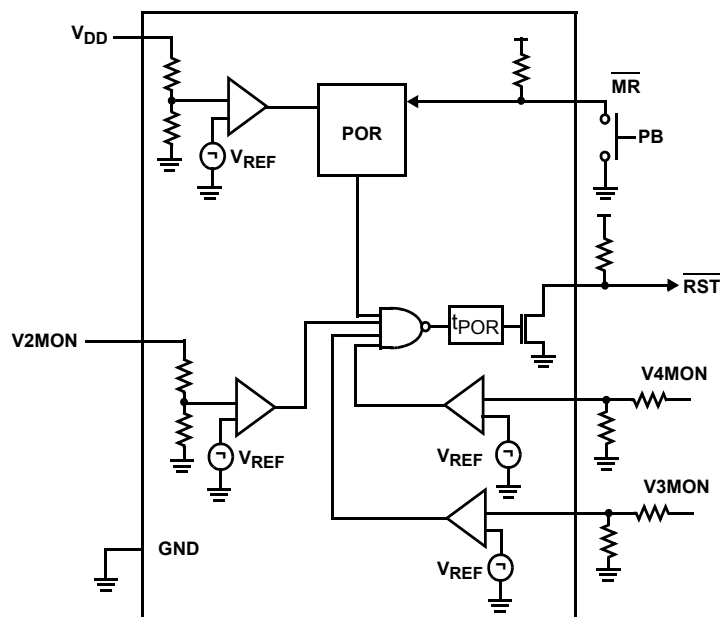 VDD
MR
POR
PB
VREF
RST
tPOR
V2MON
V4MON
VREF
VREF
V3MON
GND
VREF